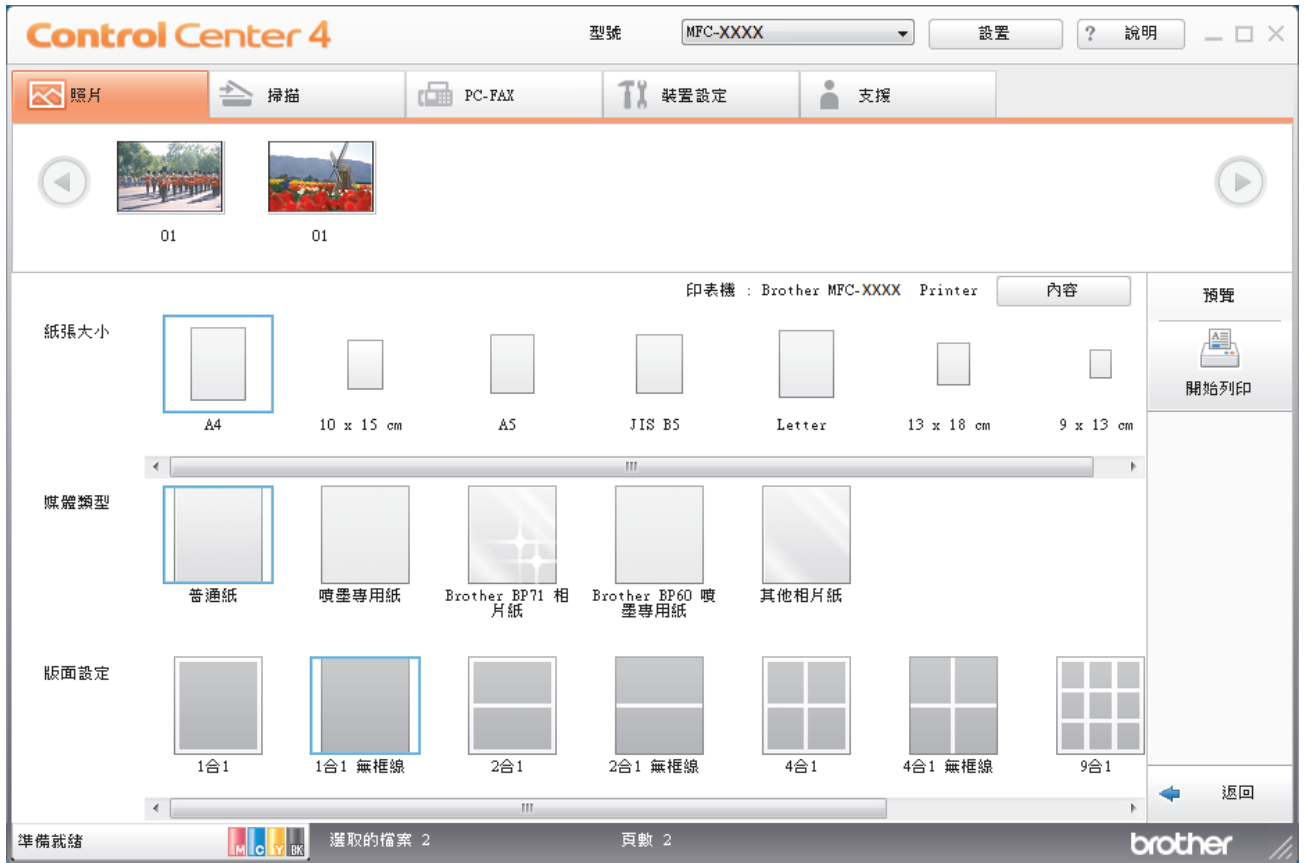 Control Center 4
型號
MFC-XXXX
設置
? 說明
照片
掃描
PC-FAX
裝置設定
支援
01
01
印表機 : Brother MFC-XXXX Printer
內容
預覽
紙張大小
開始列印
A4
10 x 15 cm
A5
JIS B5
Letter
13 x 18 cm
9 x 13 cm
媒體類型
普通紙
噴墨專用紙
Brother BP71 相
片紙
Brother BP60 噴
墨專用紙
其他相片紙
版面設定
1合1
1合1 無框線
2合1
2合1 無框線
4合1
4合1 無框線
9合1
返回
準備就緒
M
C
Y
BK
選取的檔案 2
頁數 2
brother